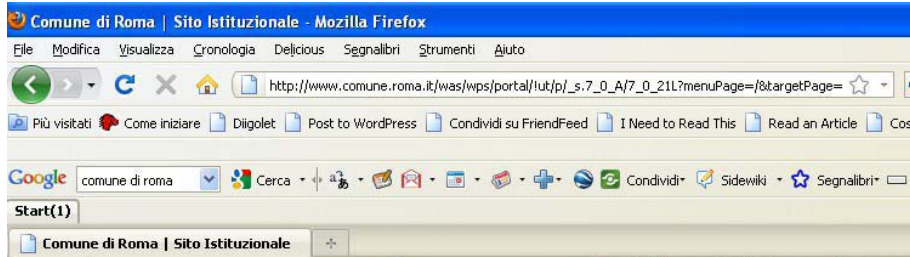 Comune di Roma | Sito Istituzionale - Mozilla Firefox
File Modifica Visualizza Cronologia Delicious Segnalibri Strumenti Aiuto
http://www.comune.roma.it/was/wps/portal/!ut/p/_s.7_0_A/7_0_21L?menuPage=/&targetPage=
Più visitati Come iniziare Diigolet Post to WordPress Condividi su FriendFeed I Need to Read This Read an Article Cos
Google comune di roma Cerca Condividi Sidewiki Segnalibri
Start(1)
Comune di Roma | Sito Istituzionale